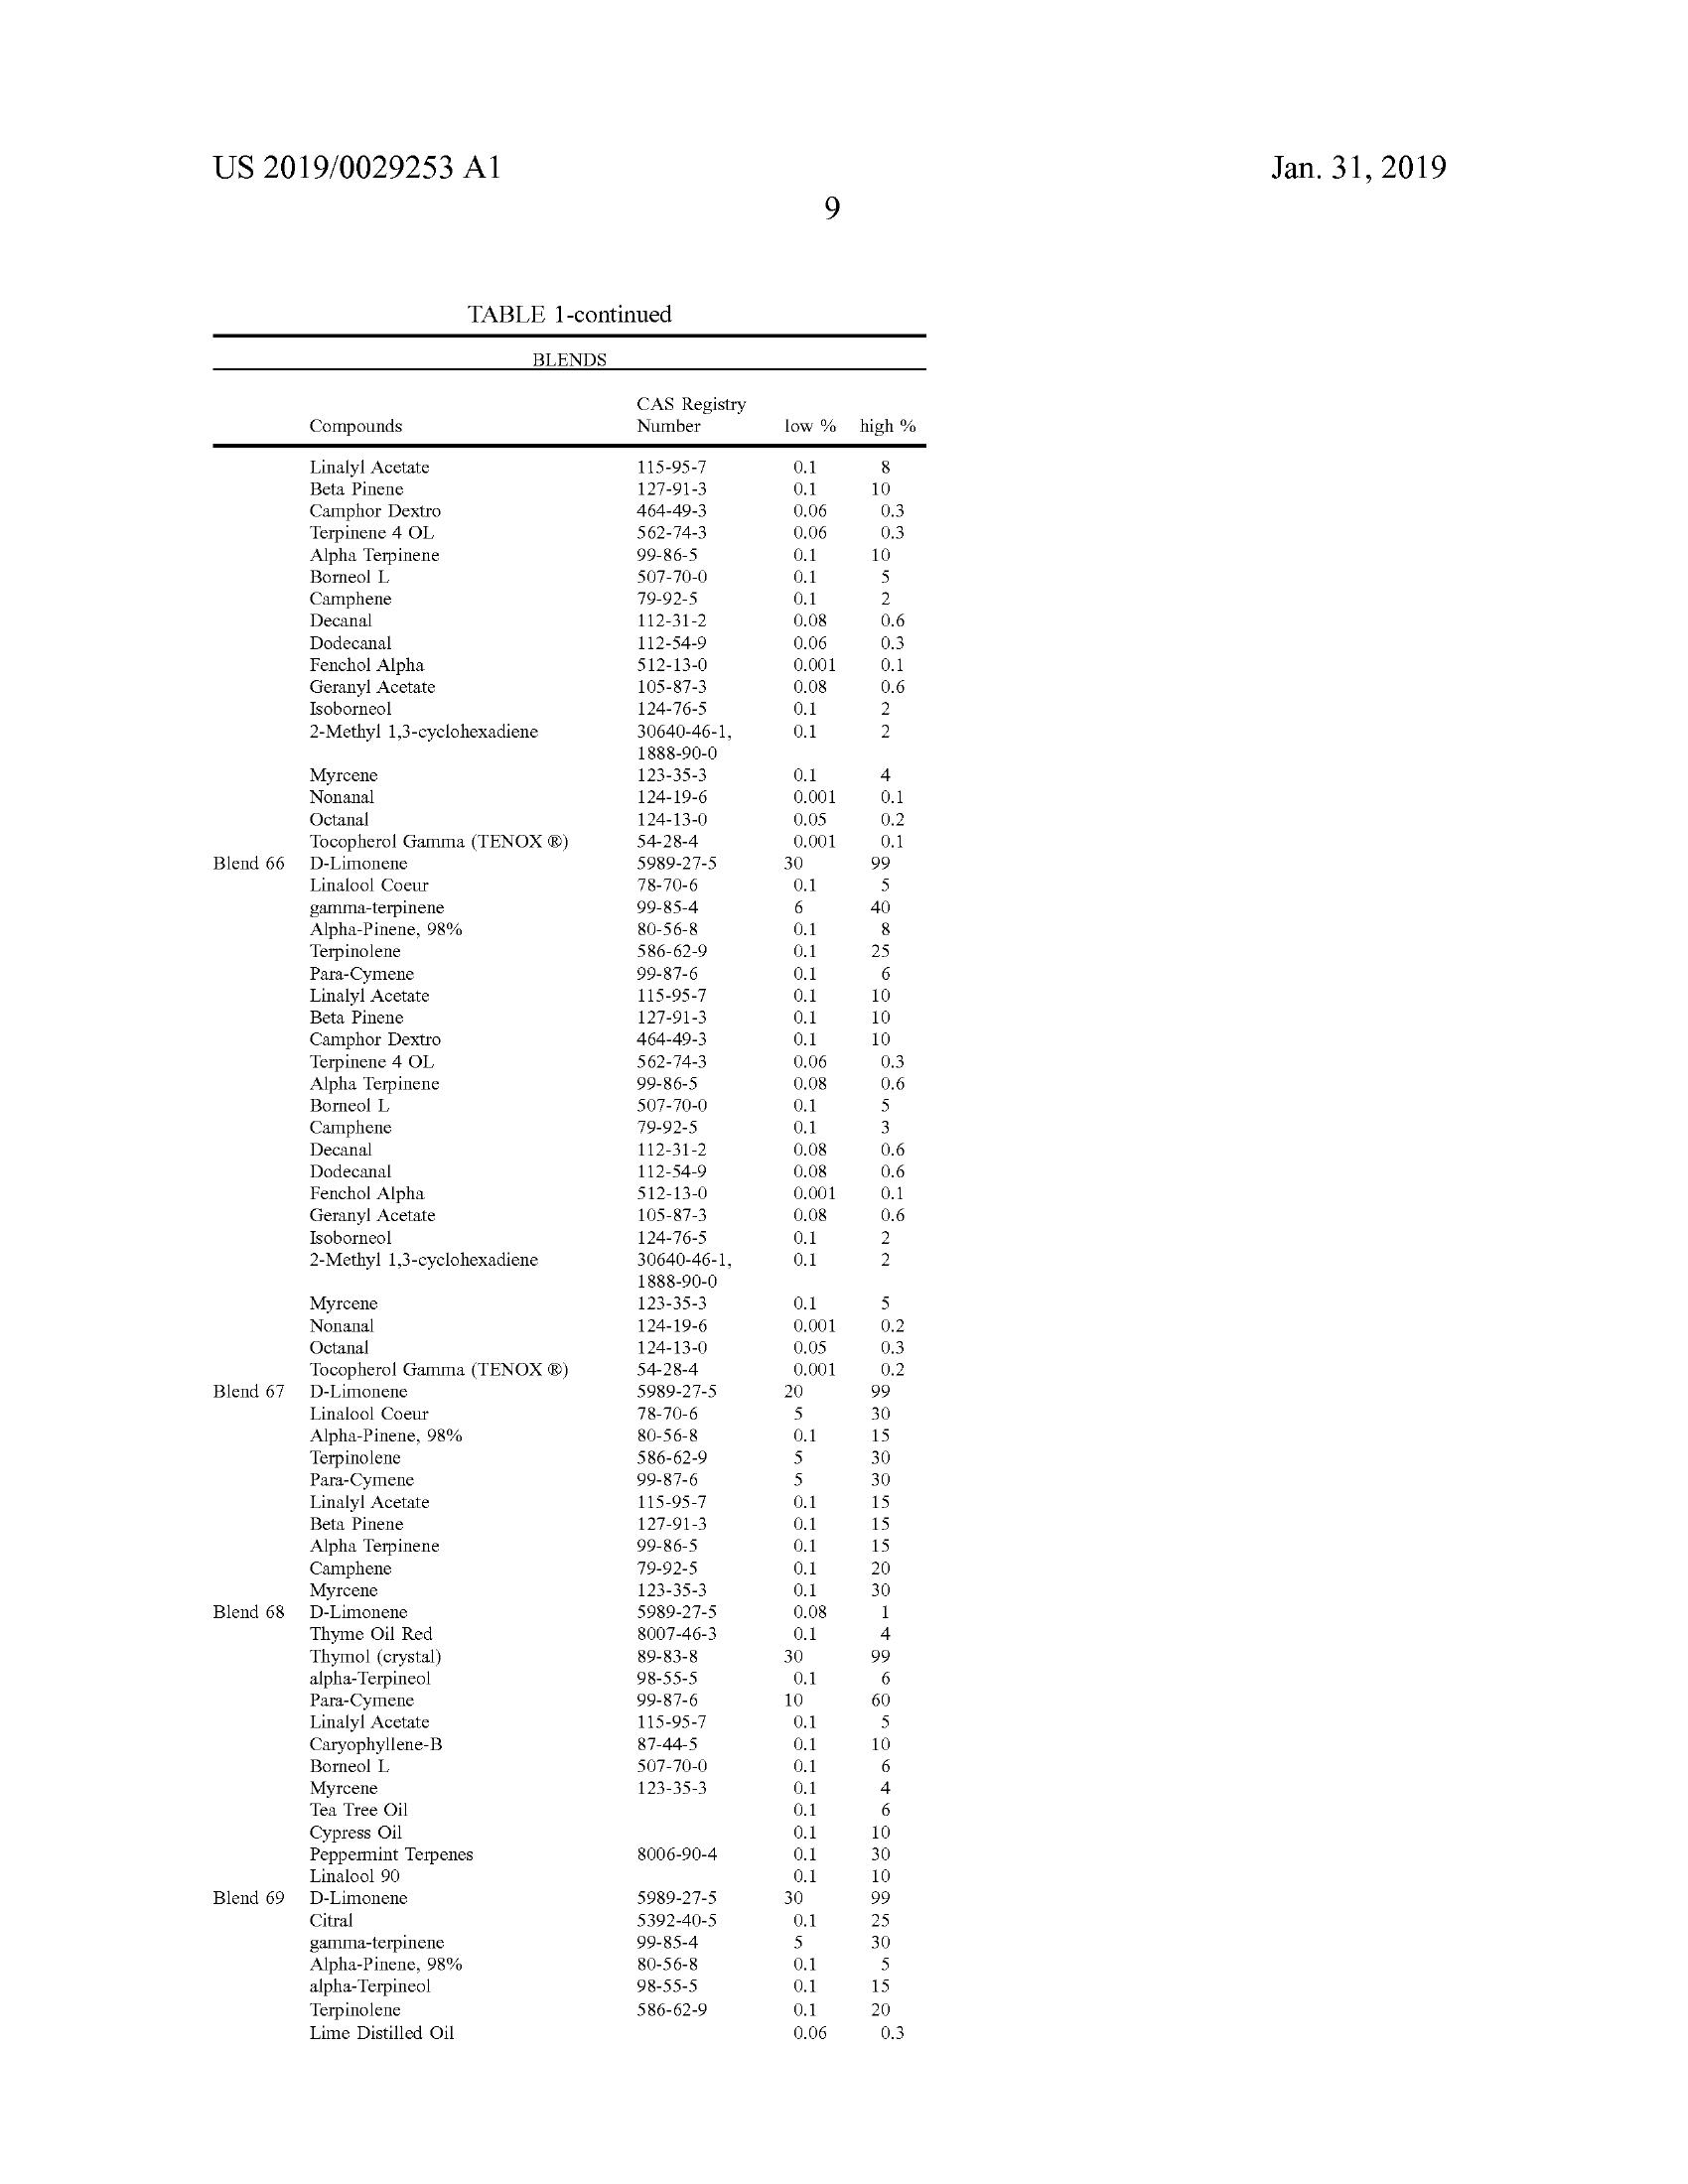 US 2019/0029253 A1 Jan. 31, 2019
9
TABLE 1-continued
BLENDS
CAS Registry
Compounds Number low % high %
Linalyl Acetate 115-95-7 0.1 8
Beta Pinene 127-91-3 0.1 10
Camphor Dextro 464-49-3 0.06 0.3
Terpinene 4 OL 562-74-3 0.06 0.3
Alpha Terpinene 99-86-5 0.1 10
Borneol L 507-70-0 0.1 5
Camphene 79-92-5 0.1 2
Decanal 112-31-2 0.08 0.6
Dodecanal 112-54-9 0.06 0.3
Fenchol Alpha 512-13-0 0.001 0.1
Geranyl Acetate 105-87-3 0.08 0.6
Isoborneol 124-76-5 0.1 2
2-Methyl 1,3-cyclohexadiene 30640-46-1, 0.1 2
1888-90-0
Myrcene 123-35-3 0.1 4
Nonanal 124-19-6 0.001 0.1
Octanal 124-13-0 0.05 0.2
Tocopherol Gamma (TENOX ®) 54-28-4 0.001 0.1
Blend 66 D-Limonene 5989-27-5 30 99
Linalool Coeur 78-70-6 0.1 5
gamma-terpinene 99-85-4 6 40
Alpha-Pinene, 98% 80-56-8 0.1 8
Terpinolene 586-62-9 0.1 25
Para-Cymene 99-87-6 0.1 6
Linalyl Acetate 115-95-7 0.1 10
Beta Pinene 127-91-3 0.1 10
Camphor Dextro 464-49-3 0.1 10
Terpinene 4 OL 562-74-3 0.06 0.3
Alpha Terpinene 99-86-5 0.08 0.6
Borneol L 507-70-0 0.1 5
Camphene 79-92-5 0.1 3
Decanal 112-31-2 0.08 0.6
Dodecanal 112-54-9 0.08 0.6
Fenchol Alpha 512-13-0 0.001 0.1
Geranyl Acetate 105-87-3 0.08 0.6
Isoborneol 124-76-5 0.1 2
2-Methyl 1,3-cyclohexadiene 30640-46-1, 0.1 2
1888-90-0
Myrcene 123-35-3 0.1 5
Nonanal 124-19-6 0.001 0.2
Octanal 124-13-0 0.05 0.3
Tocopherol Gamma (TENOX ®) 54-28-4 0.001 0.2
Blend 67 D-Limonene 5989-27-5 20 99
Linalool Coeur 78-70-6 5 30
Alpha-Pinene, 98% 80-56-8 0.1 15
Terpinolene 586-62-9 5 30
Para-Cymene 99-87-6 5 30
Linalyl Acetate 115-95-7 0.1 15
Beta Pinene 127-91-3 0.1 15
Alpha Terpinene 99-86-5 0.1 15
Camphene 79-92-5 0.1 20
Myrcene 123-35-3 0.1 30
Blend 68 D-Limonene 5989-27-5 0.08 1
Thyme Oil Red 8007-46-3 0.1 4
Thymol (crystal) 89-83-8 30 99
alpha-Terpineol 98-55-5 0.1 6
Para-Cymene 99-87-6 10 60
Linalyl Acetate 115-95-7 0.1 5
Caryophyllene-B 87-44-5 0.1 10
Borneol L 507-70-0 0.1 6
Myrcene 123-35-3 0.1 4
Tea Tree Oil 0.1 6
Cypress Oil 0.1 10
Peppermint Terpenes 8006-90-4 0.1 30
Linalool 90 0.1 10
Blend 69 D-Limonene 5989-27-5 30 99
Citral 5392-40-5 0.1 25
gamma-terpinene 99-85-4 5 30
Alpha-Pinene, 98% 80-56-8 0.1 5
alpha-Terpineol 98-55-5 0.1 15
Terpinolene 586-62-9 0.1 20
Lime Distilled Oil 0.06 0.3